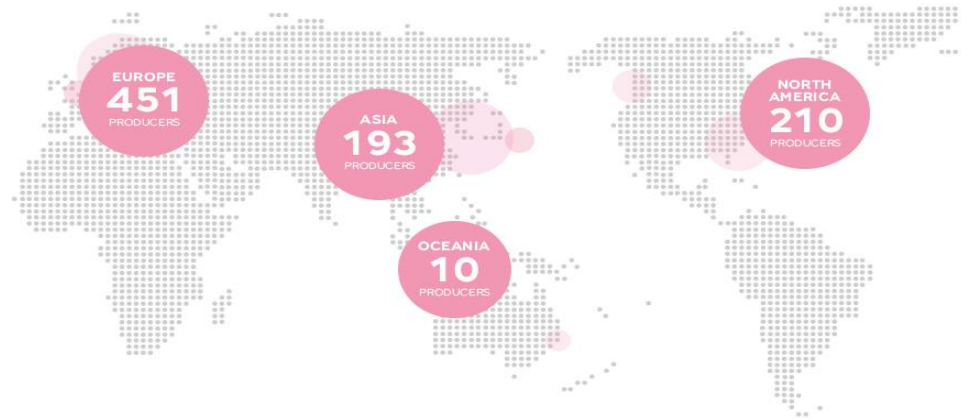 EUROPE
451
PRODUCERS
ASIA
193
PRODUCERS
NORTH
AMERICA
210
PRODUCERS
OCEANIA
10
PRODUCERS